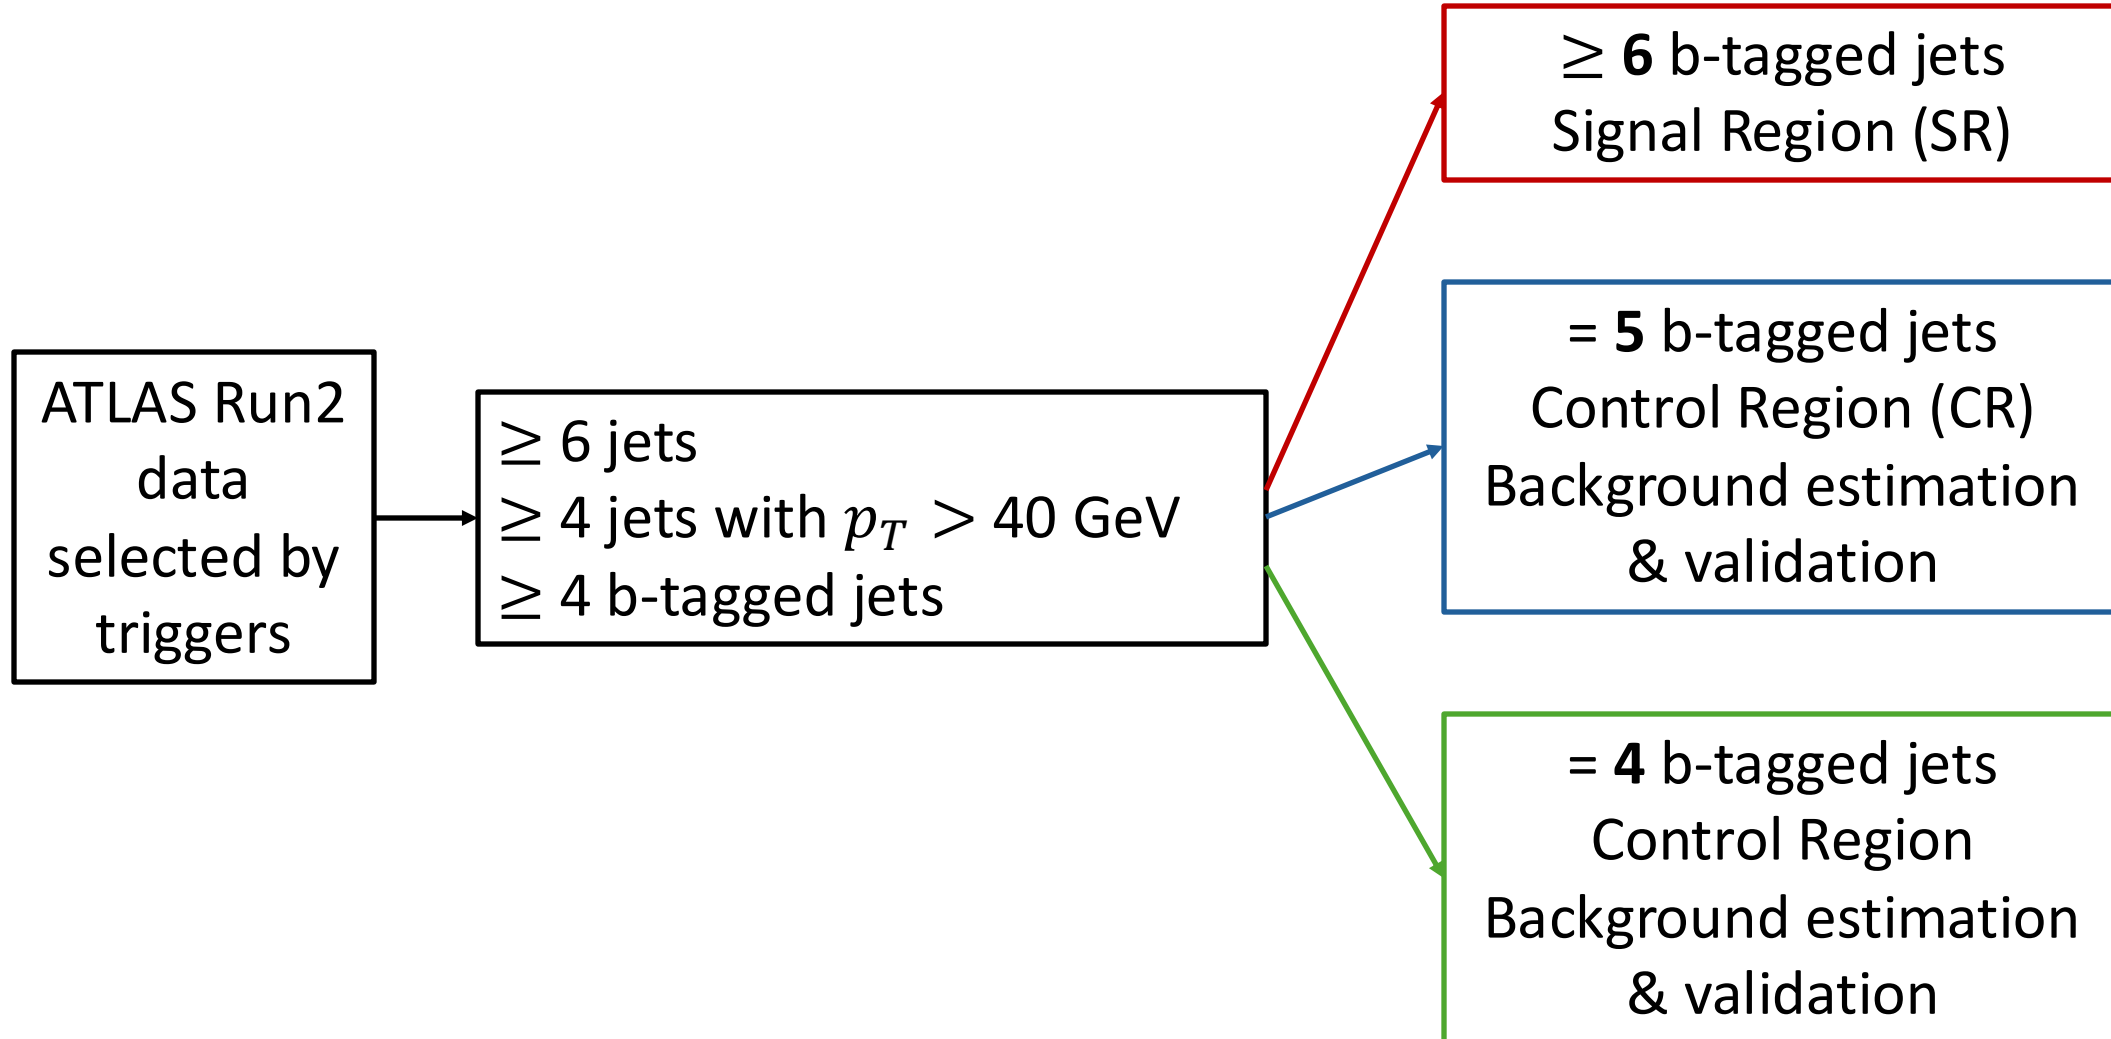 ATLAS Run2
data
selected by
triggers
≥ 6 jets
≥ 4 jets with p_T > 40 GeV
≥ 4 b-tagged jets
≥ 6 b-tagged jets
Signal Region (SR)
= 5 b-tagged jets
Control Region (CR)
Background estimation
& validation
= 4 b-tagged jets
Control Region
Background estimation
& validation